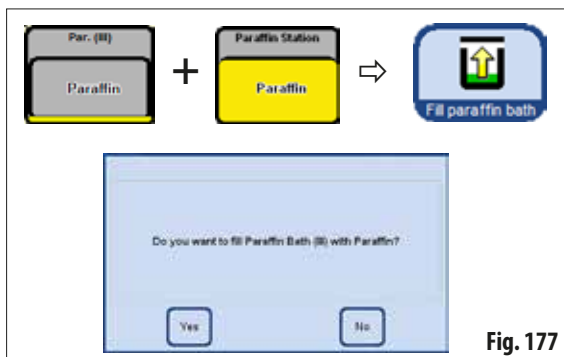 Par. (III)
Paraffin
+
Paraffin Station
Paraffin
⇨
Fill paraffin bath
Do you want to fill Paraffin Bath (III) with Paraffin?
Yes
No
Fig. 177